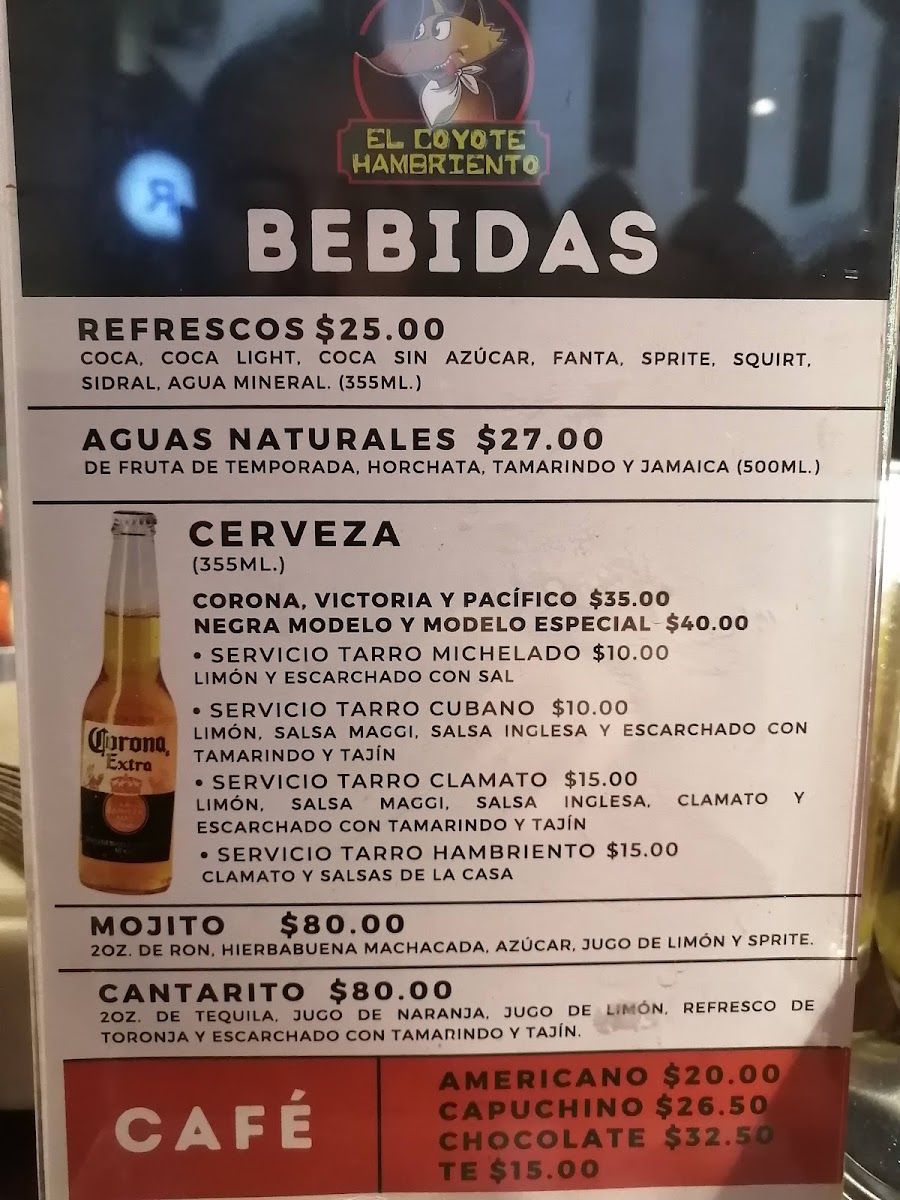 EL COYOTE
HAMBRIENTO
R
BEBIDAS
REFRESCOS $25.00
COCA, COCA LIGHT, COCA SIN AZÚCAR, FANTA, SPRITE, SQUIRT,
SIDRAL, AGUA MINERAL. (355ML.)
AGUAS NATURALES $27.00
DE FRUTA DE TEMPORADA, HORCHATA, TAMARINDO Y JAMAICA (500ML.)
CERVEZA
(355ML.)
CORONA, VICTORIA Y PACÍFICO $35.00
NEGRA MODELO Y MODELO ESPECIAL $40.00
• SERVICIO TARRO MICHELADO $10.00
LIMÓN Y ESCARCHADO CON SAL
• SERVICIO TARRO CUBANO $10.00
LIMÓN, SALSA MAGGI, SALSA INGLESA Y ESCARCHADO CON
TAMARINDO Y TAJÍN
• SERVICIO TARRO CLAMATO $15.00
LIMÓN, SALSA MAGGI, SALSA INGLESA, CLAMATO Y
ESCARCHADO CON TAMARINDO Y TAJÍN
• SERVICIO TARRO HAMBRIENTO $15.00
CLAMATO Y SALSAS DE LA CASA
Corona
Extra
MOJITO $80.00
2OZ. DE RON, HIERBABUENA MACHACADA, AZÚCAR, JUGO DE LIMÓN Y SPRITE.
CANTARITO $80.00
2OZ. DE TEQUILA, JUGO DE NARANJA, JUGO DE LIMÓN, REFRESCO DE
TORONJA Y ESCARCHADO CON TAMARINDO Y TAJÍN.
CAFÉ
AMERICANO $20.00
CAPUCHINO $26.50
CHOCOLATE $32.50
TE $15.00